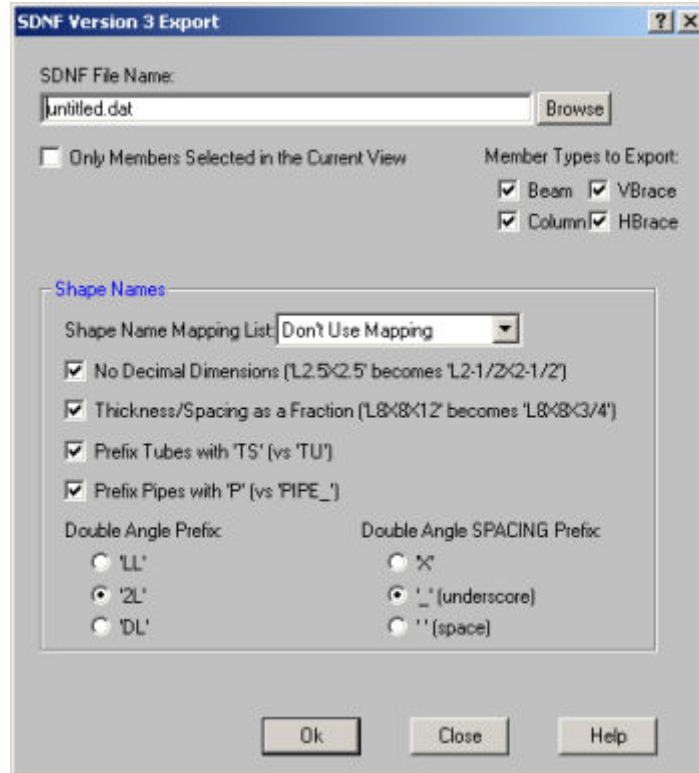 SDNF Version 3 Export
SDNF File Name:
untitled.dat Browse
Only Members Selected in the Current View
Member Types to Export:
Beam VBrace
Column HBrace
Shape Names
Shape Name Mapping List: Don't Use Mapping
No Decimal Dimensions ('L2.5X2.5' becomes 'L2-1/2X2-1/2')
Thickness/Spacing as a Fraction ('L8X8X12' becomes 'L8X8X3/4')
Prefix Tubes with 'TS' (vs 'TU')
Prefix Pipes with 'P' (vs 'PIPE_')
Double Angle Prefix:
'LL'
'2L'
'DL'
Double Angle SPACING Prefix:
'X'
'_' (underscore)
' ' (space)
Ok Close Help